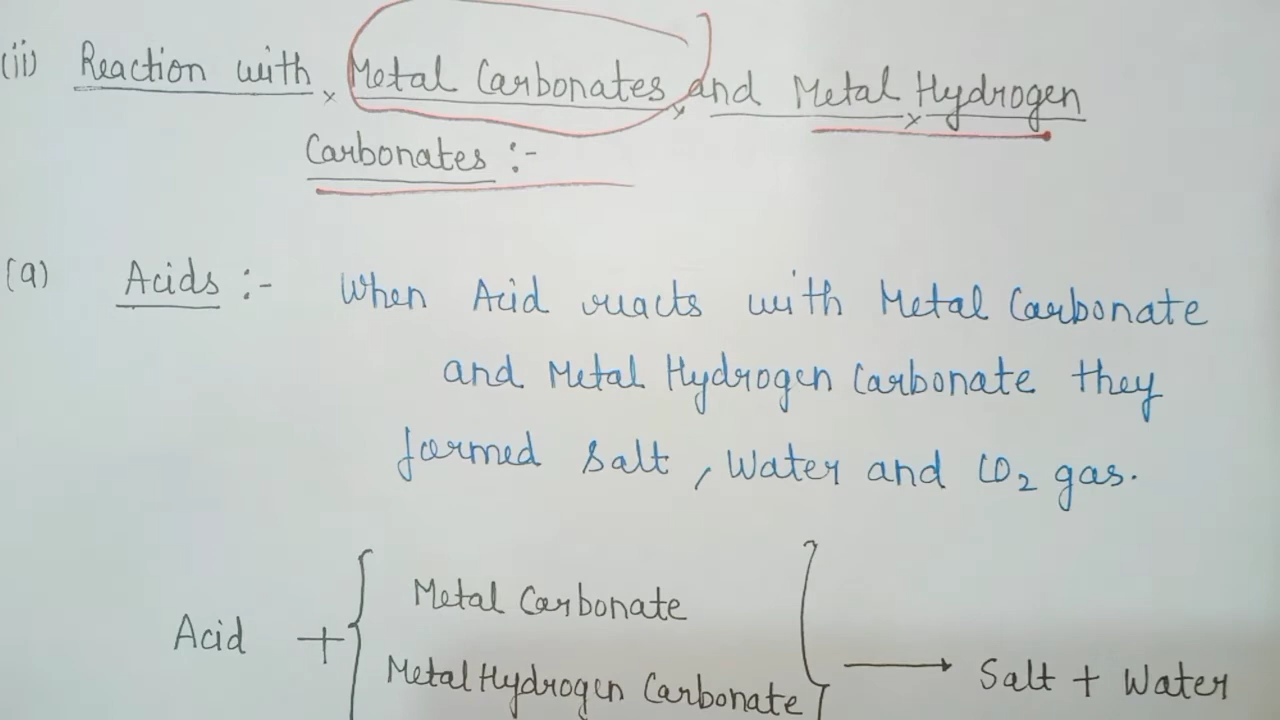 (ii) Reaction with Metal Carbonates and Metal Hydrogen
Carbonates :-
(a) Acids :- When Acid reacts with Metal Carbonate
and Metal Hydrogen Carbonate they
formed Salt, Water and CO₂ gas.
Metal Carbonate
Acid + { } → Salt + Water
Metal Hydrogen Carbonate